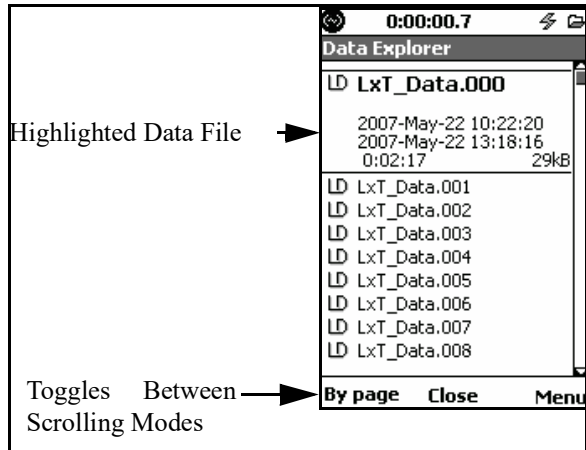 0:00:00.7
Data Explorer
LD LxT_Data.000
Highlighted Data File
2007-May-22 10:22:20
2007-May-22 13:18:16
0:02:17 29kB
LD LxT_Data.001
LD LxT_Data.002
LD LxT_Data.003
LD LxT_Data.004
LD LxT_Data.005
LD LxT_Data.006
LD LxT_Data.007
LD LxT_Data.008
Toggles Between
Scrolling Modes
By page Close Menu